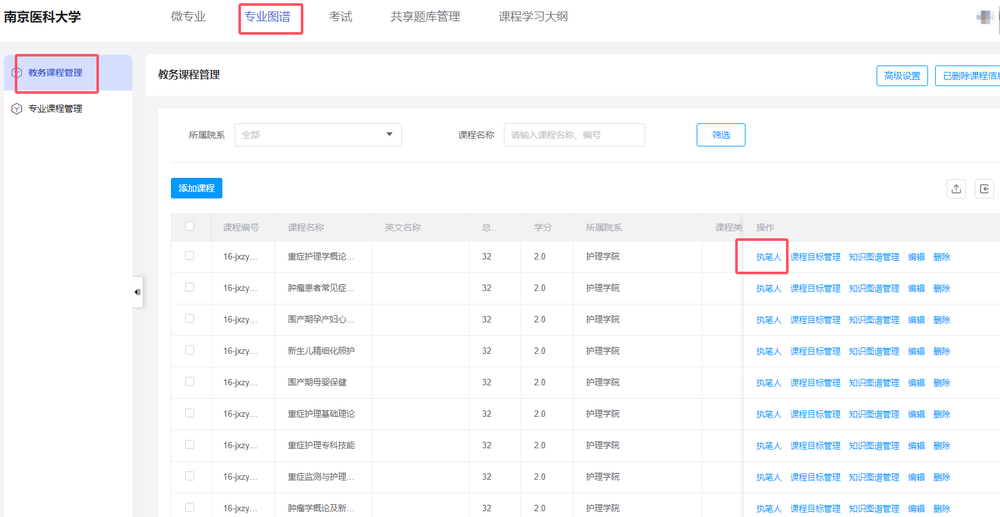 南京医科大学 微专业 专业图谱 考试 共享题库管理 课程学习大纲
教务课程管理
专业课程管理
教务课程管理 高级设置 已删除课程信息
所属院系 全部 课程名称 请输入课程名称、编号 筛选
添加课程
课程编号 课程名称 英文名称 总... 学分 所属院系 课程类 操作
16-jxzy... 重症护理学概论... 32 2.0 护理学院 执笔人 课程目标管理 知识图谱管理 编辑 删除
16-jxzy... 肿瘤患者常见症... 32 2.0 护理学院 执笔人 课程目标管理 知识图谱管理 编辑 删除
16-jxzy... 围产期孕产妇心... 32 2.0 护理学院 执笔人 课程目标管理 知识图谱管理 编辑 删除
16-jxzy... 新生儿精细化照护 32 2.0 护理学院 执笔人 课程目标管理 知识图谱管理 编辑 删除
16-jxzy... 围产期母婴保健 32 2.0 护理学院 执笔人 课程目标管理 知识图谱管理 编辑 删除
16-jxzy... 重症护理基础理论 32 2.0 护理学院 执笔人 课程目标管理 知识图谱管理 编辑 删除
16-jxzy... 重症护理专科技能 32 2.0 护理学院 执笔人 课程目标管理 知识图谱管理 编辑 删除
16-jxzy... 重症监测与护理... 32 2.0 护理学院 执笔人 课程目标管理 知识图谱管理 编辑 删除
16-jxzy... 肿瘤学概论及新... 32 2.0 护理学院 执笔人 课程目标管理 知识图谱管理 编辑 删除